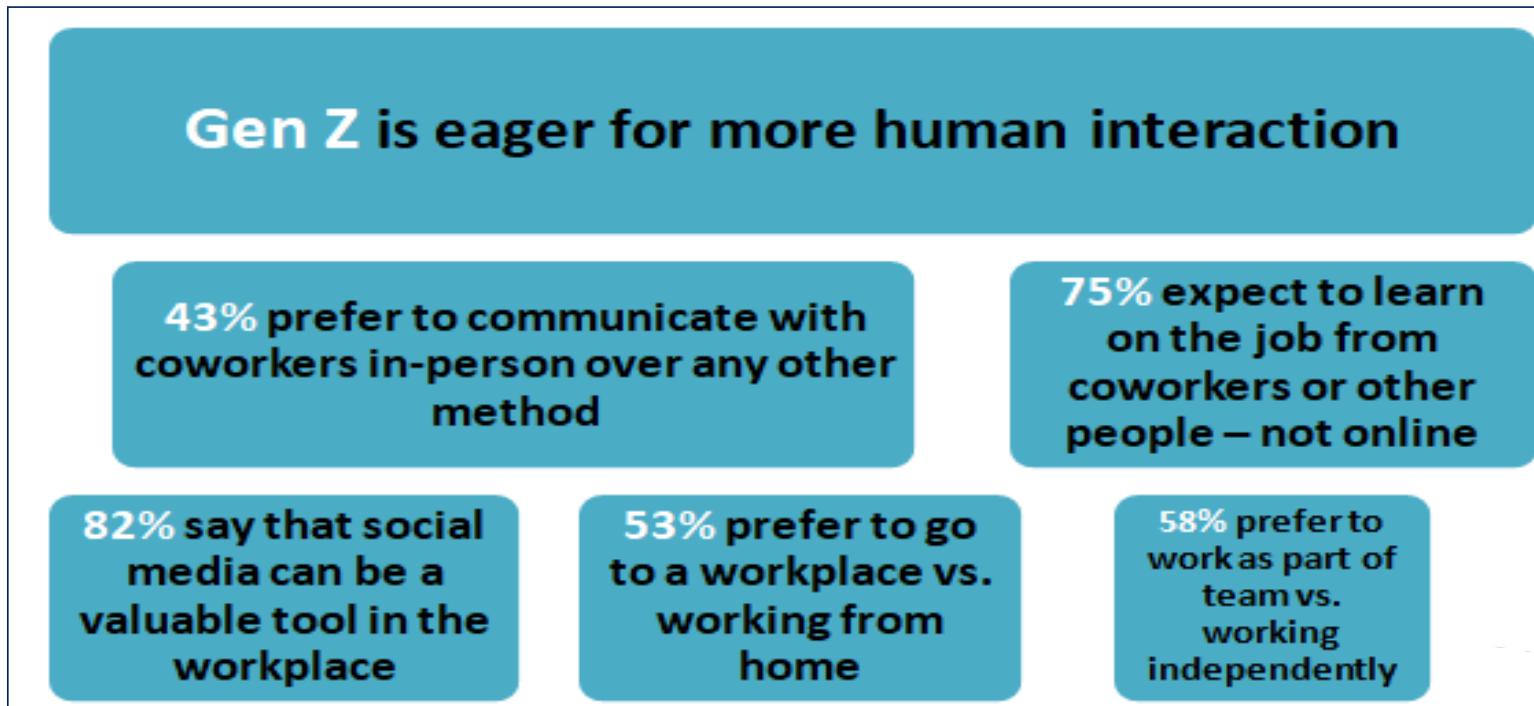 Gen Z is eager for more human interaction
43% prefer to communicate with
coworkers in-person over any other
method
75% expect to learn
on the job from
coworkers or other
people – not online
82% say that social
media can be a
valuable tool in the
workplace
53% prefer to go
to a workplace vs.
working from
home
58% prefer to
work as part of
team vs.
working
independently